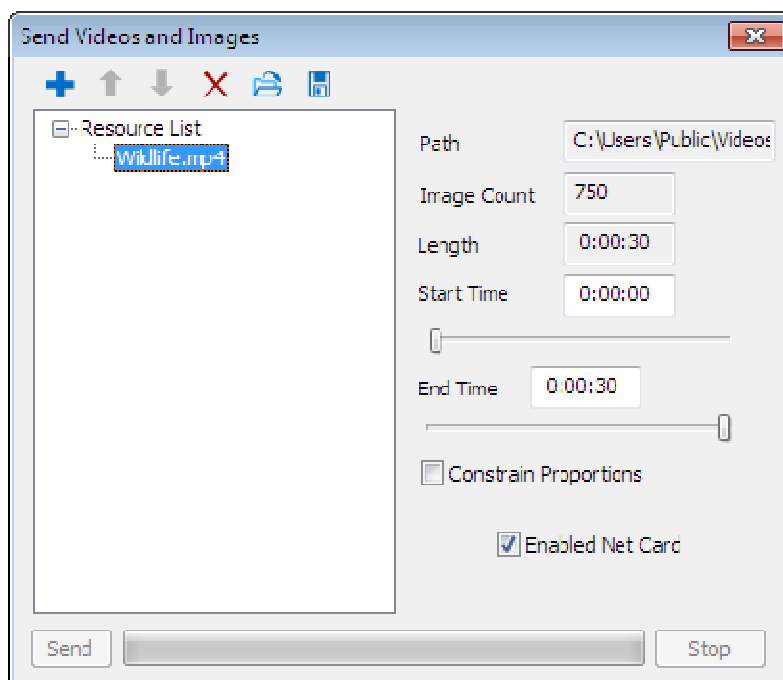 Send Videos and Images
Resource List
Wildlife.mp4
Path C:\Users\Public\Videos
Image Count 750
Length 0:00:30
Start Time 0:00:00
End Time 0:00:30
Constrain Proportions
Enabled Net Card
Send Stop